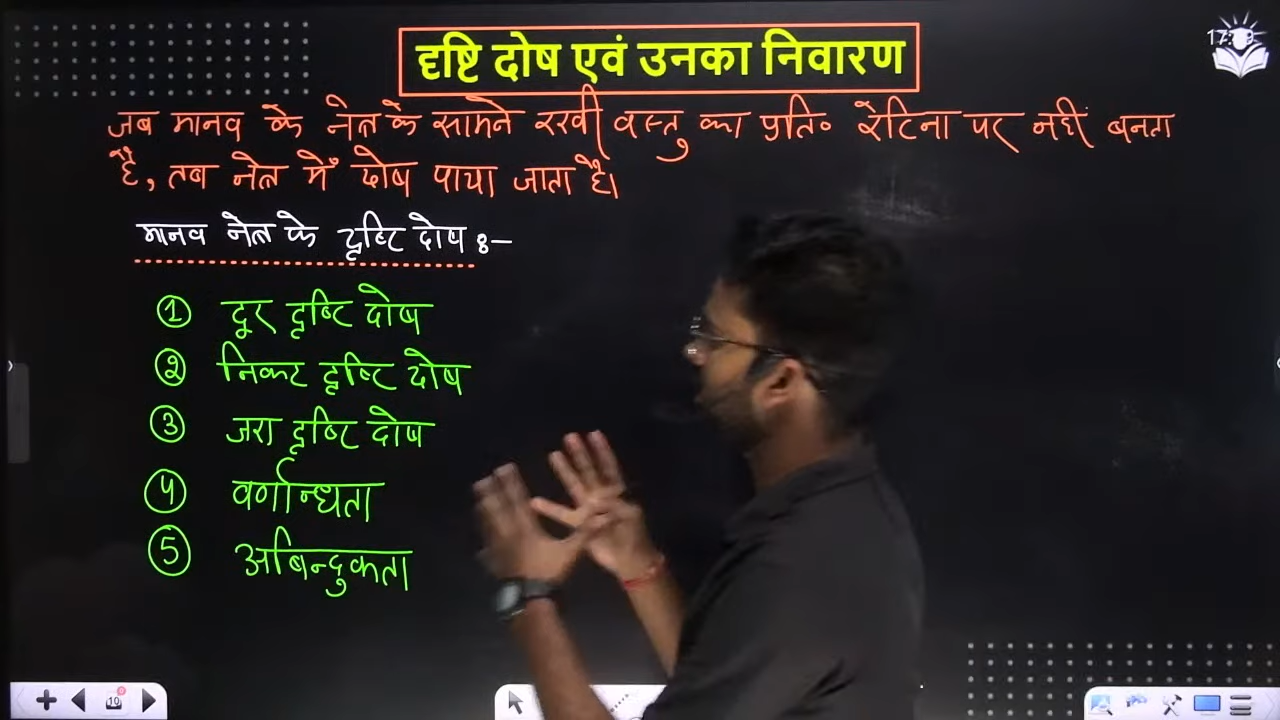 दृष्टि दोष एवं उनका निवारण
जब मानव के नेत्र के सामने रखी वस्तु का प्रति० रेटिना पर नहीं बनता
है, तब नेत्र में दोष पाया जाता है।
मानव नेत्र के दृष्टि दोष :-
① दूर दृष्टि दोष
② निकट दृष्टि दोष
③ जरा दृष्टि दोष
④ वर्णान्धता
⑤ अबिन्दुकता